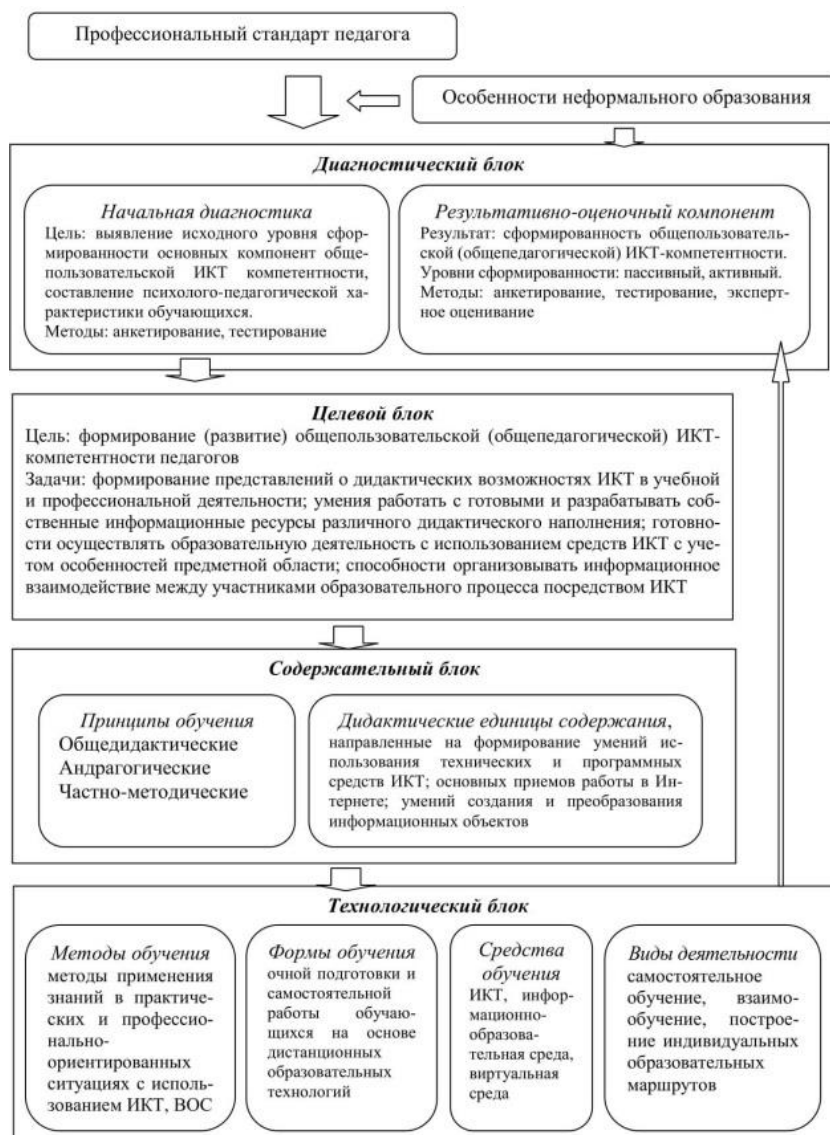 Профессиональный стандарт педагога
Особенности неформального образования
Диагностический блок
Начальная диагностика
Цель: выявление исходного уровня сфор-
мированности основных компонент обще-
пользовательской ИКТ компетентности,
составление психолого-педагогической ха-
рактеристики обучающихся.
Методы: анкетирование, тестирование
Результативно-оценочный компонент
Результат: сформированность общепользователь-
ской (общепедагогической) ИКТ-компетентности.
Уровни сформированности: пассивный, активный.
Методы: анкетирование, тестирование, эксперт-
ное оценивание
Целевой блок
Цель: формирование (развитие) общепользовательской (общепедагогической) ИКТ-
компетентности педагогов
Задачи: формирование представлений о дидактических возможностях ИКТ в учебной
и профессиональной деятельности; умения работать с готовыми и разрабатывать соб-
ственные информационные ресурсы различного дидактического наполнения; готовно-
сти осуществлять образовательную деятельность с использованием средств ИКТ с уче-
том особенностей предметной области; способности организовывать информационное
взаимодействие между участниками образовательного процесса посредством ИКТ
Содержательный блок
Принципы обучения
Общедидактические
Андрагогические
Частно-методические
Дидактические единицы содержания,
направленные на формирование умений ис-
пользования технических и программных
средств ИКТ; основных приемов работы в Ин-
тернете; умений создания и преобразования
информационных объектов
Технологический блок
Методы обучения
методы применения
знаний в практичес-
ких и профессио-
нально-
ориентированных
ситуациях с исполь-
зованием ИКТ, ВОС
Формы обучения
очной подготовки и
самостоятельной
работы обучаю-
щихся на основе
дистанционных
образовательных
технологий
Средства
обучения
ИКТ, инфор-
мационно-
образова-
тельная среда,
виртуальная
среда
Виды деятельности
самостоятельное
обучение, взаимо-
обучение, построе-
ние индивидуальных
образовательных
маршрутов